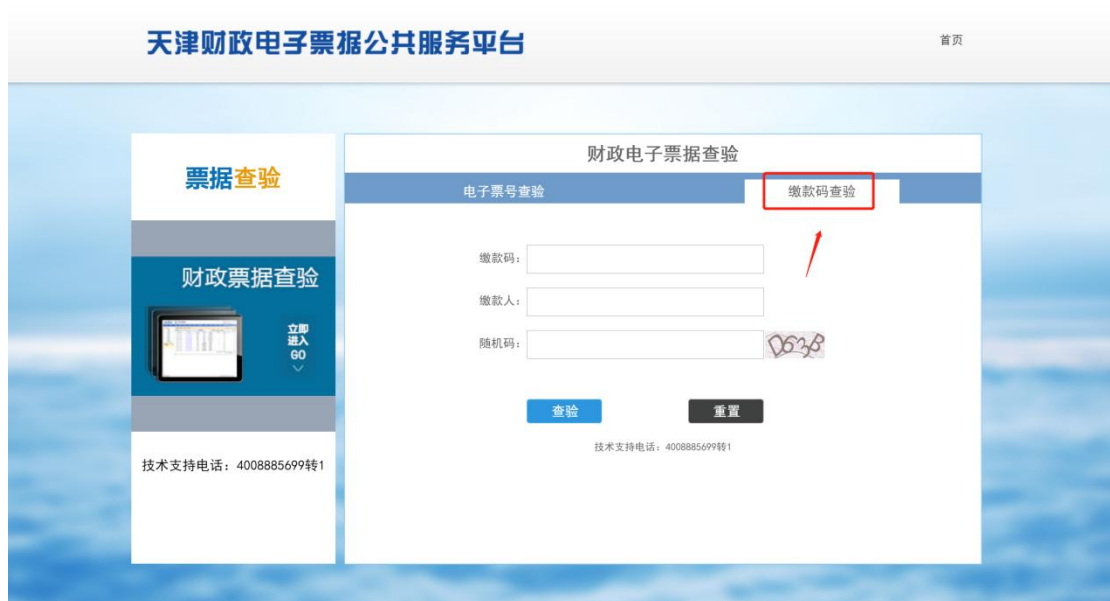 天津财政电子票据公共服务平台
首页
票据查验
财政票据查验
立即
进入
GO
技术支持电话：4008885699转1
财政电子票据查验
电子票号查验
缴款码查验
缴款码：
缴款人：
随机码：
D63B
查验
重置
技术支持电话：4008885699转1